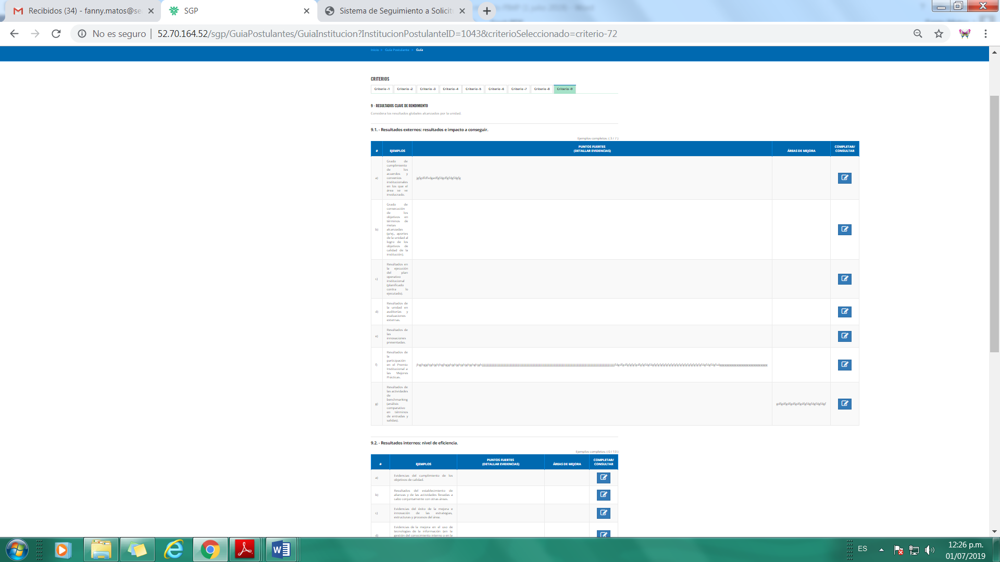 Recibidos (34) - fanny.matos@se
SGP
Sistema de Seguimiento a Solicit
No es seguro
52.70.164.52/sgp/GuiaPostulantes/GuiaInstitucion?InstitucionPostulanteID=1043&criterioSeleccionado=criterio-72
Inicio > Guía Postulante > Guía
CRITERIOS
Criterio -1 Criterio -2 Criterio -3 Criterio -4 Criterio -5 Criterio -6 Criterio -7 Criterio -8 Criterio -9
9 - RESULTADOS CLAVE DE RENDIMIENTO
Considera los resultados globales alcanzados por la unidad.
9.1. - Resultados externos: resultados e impacto a conseguir.
Ejemplos completos: ( 3 / 7 )
# EJEMPLOS
PUNTOS FUERTES
(DETALLAR EVIDENCIAS)
ÁREAS DE MEJORA
COMPLETAR/
CONSULTAR
a)
Grado de
cumplimiento
de los
acuerdos y
convenios
institucionales
en los que el
área se ve
involucrado.
b)
Grado de
consecución
de los
objetivos en
términos de
metas
alcanzadas
(p/ej., aportes
de la unidad al
logro de los
objetivos de
calidad de la
institución).
c)
Resultados en
la ejecución
del plan
operativo
institucional
(planificado
contra lo
ejecutado).
d)
Resultados de
la unidad en
auditorías y
evaluaciones
externas.
e)
Resultados de
las
innovaciones
presentadas.
f)
Resultados de
la
participación
en el Premio
Institucional a
las Mejores
Prácticas.
g)
Resultados de
las actividades
de
benchmarking
(análisis
comparativo
en términos
de entradas y
salidas).
9.2. - Resultados internos: nivel de eficiencia.
Ejemplos completos: ( 0 / 13 )
# EJEMPLOS
PUNTOS FUERTES
(DETALLAR EVIDENCIAS)
ÁREAS DE MEJORA
COMPLETAR/
CONSULTAR
a)
Evidencias del cumplimiento de los
objetivos de calidad.
b)
Resultados del establecimiento de
alianzas y de las actividades llevadas a
cabo conjuntamente con otras áreas.
c)
Evidencias del éxito de la mejora e
innovación de las estrategias,
estructuras y procesos del área.
d)
Evidencias de la mejora en el uso de
tecnologías de la información (en la
gestión del conocimiento interno o en la
ES
12:26 p.m.
01/07/2019